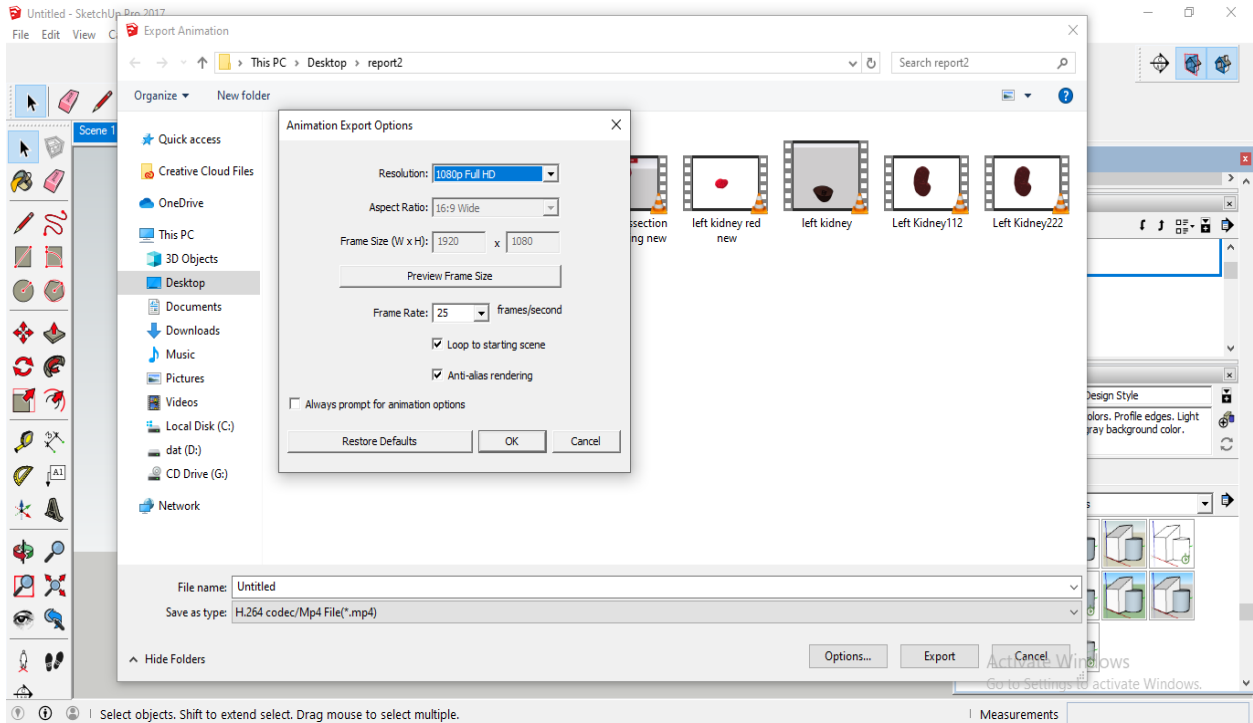 Untitled - SketchUp Pro 2017
File Edit View
Export Animation
This PC > Desktop > report2
Search report2
Organize
New folder
Scene 1
Quick access
Creative Cloud Files
OneDrive
This PC
3D Objects
Desktop
Documents
Downloads
Music
Pictures
Videos
Local Disk (C:)
dat (D:)
CD Drive (G:)
Network
Animation Export Options
Resolution: 1080p Full HD
Aspect Ratio: 16:9 Wide
Frame Size (W x H): 1920 x 1080
Preview Frame Size
Frame Rate: 25 frames/second
Loop to starting scene
Anti-alias rendering
Always prompt for animation options
Restore Defaults
OK
Cancel
left kidney red
new
left kidney
Left Kidney112
Left Kidney222
ng new
Design Style
olors. Profile edges. Light
ray background color.
A1
File name: Untitled
Save as type: H.264 codec/Mp4 File(*.mp4)
Hide Folders
Options...
Export
Cancel
Activate Windows
Go to Settings to activate Windows.
Select objects. Shift to extend select. Drag mouse to select multiple.
Measurements